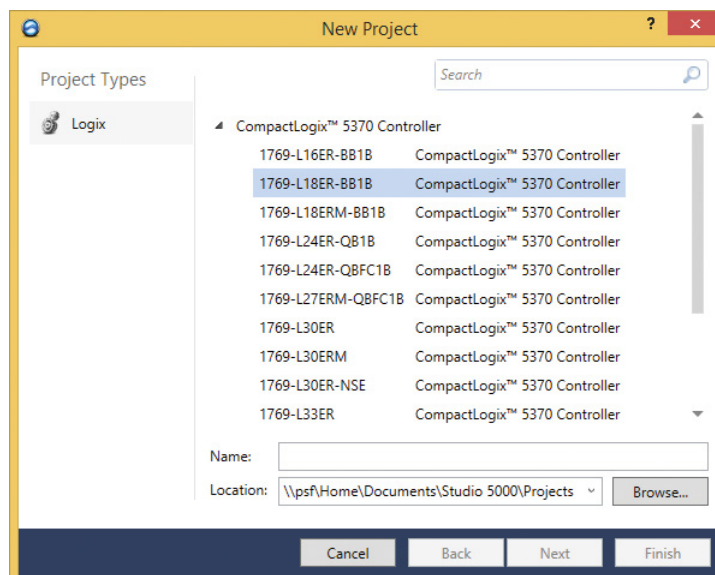 New Project
?
Project Types
Search
Logix
CompactLogix™ 5370 Controller
1769-L16ER-BB1B CompactLogix™ 5370 Controller
1769-L18ER-BB1B CompactLogix™ 5370 Controller
1769-L18ERM-BB1B CompactLogix™ 5370 Controller
1769-L24ER-QB1B CompactLogix™ 5370 Controller
1769-L24ER-QBFC1B CompactLogix™ 5370 Controller
1769-L27ERM-QBFC1B CompactLogix™ 5370 Controller
1769-L30ER CompactLogix™ 5370 Controller
1769-L30ERM CompactLogix™ 5370 Controller
1769-L30ER-NSE CompactLogix™ 5370 Controller
1769-L33ER CompactLogix™ 5370 Controller
Name:
Location: \\psf\Home\Documents\Studio 5000\Projects Browse...
Cancel Back Next Finish